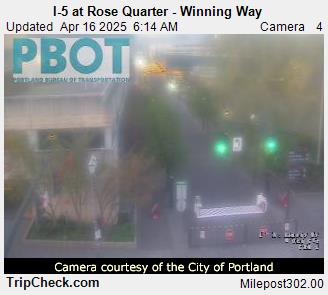 I-5 at Rose Quarter - Winning Way
Updated Apr 16 2025 6:14 AM Camera 4
PBOT
PORTLAND BUREAU OF TRANSPORTATION
Camera courtesy of the City of Portland
TripCheck.com Milepost302.00